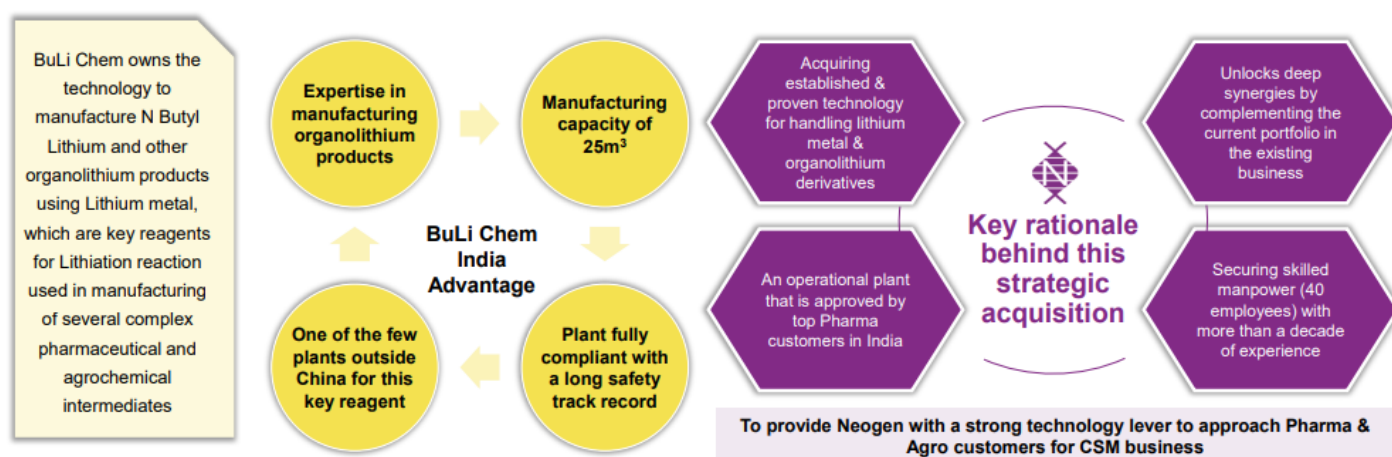 BuLi Chem owns the
technology to
manufacture N Butyl
Lithium and other
organolithium products
using Lithium metal,
which are key reagents
for Lithiation reaction
used in manufacturing
of several complex
pharmaceutical and
agrochemical
intermediates
Expertise in
manufacturing
organolithium
products
Manufacturing
capacity of
25m³
BuLi Chem
India
Advantage
One of the few
plants outside
China for this
key reagent
Plant fully
compliant with
a long safety
track record
Acquiring
established &
proven technology
for handling lithium
metal &
organolithium
derivatives
An operational plant
that is approved by
top Pharma
customers in India
N
Key rationale
behind this
strategic
acquisition
Unlocks deep
synergies by
complementing the
current portfolio in
the existing
business
Securing skilled
manpower (40
employees) with
more than a decade
of experience
To provide Neogen with a strong technology lever to approach Pharma &
Agro customers for CSM business